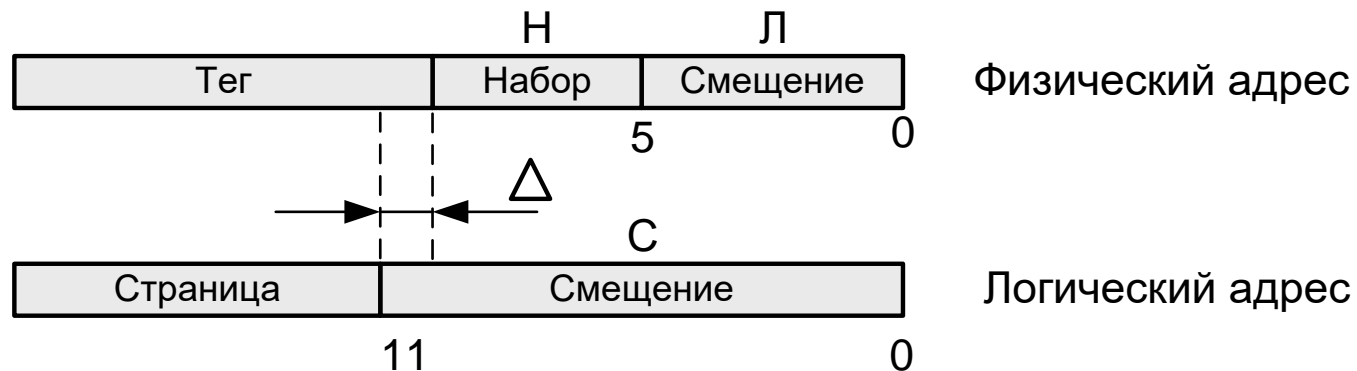 Н Л
Тег Набор Смещение Физический адрес
5 0
Δ
С
Страница Смещение Логический адрес
11 0